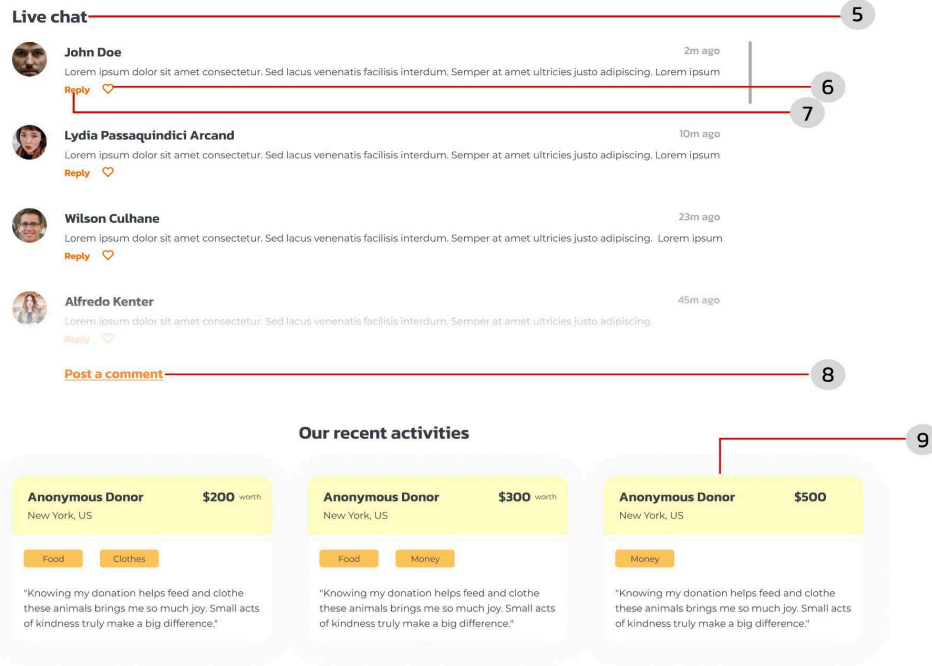 Live chat
5
John Doe 2m ago
Lorem ipsum dolor sit amet consectetur. Sed lacus venenatis facilisis interdum. Semper at amet ultricies justo adipiscing. Lorem ipsum
Reply
6
7
Lydia Passaquindici Arcand 10m ago
Lorem ipsum dolor sit amet consectetur. Sed lacus venenatis facilisis interdum. Semper at amet ultricies justo adipiscing. Lorem ipsum
Reply
Wilson Culhane 23m ago
Lorem ipsum dolor sit amet consectetur. Sed lacus venenatis facilisis interdum. Semper at amet ultricies justo adipiscing. Lorem ipsum
Reply
Alfredo Kenter 45m ago
Lorem ipsum dolor sit amet consectetur. Sed lacus venenatis facilisis interdum. Semper at amet ultricies justo adipiscing.
Reply
Post a comment
8
Our recent activities
9
Anonymous Donor $200 worth
New York, US
Food Clothes
"Knowing my donation helps feed and clothe
these animals brings me so much joy. Small acts
of kindness truly make a big difference."
Anonymous Donor $300 worth
New York, US
Food Money
"Knowing my donation helps feed and clothe
these animals brings me so much joy. Small acts
of kindness truly make a big difference."
Anonymous Donor $500
New York, US
Money
"Knowing my donation helps feed and clothe
these animals brings me so much joy. Small acts
of kindness truly make a big difference."